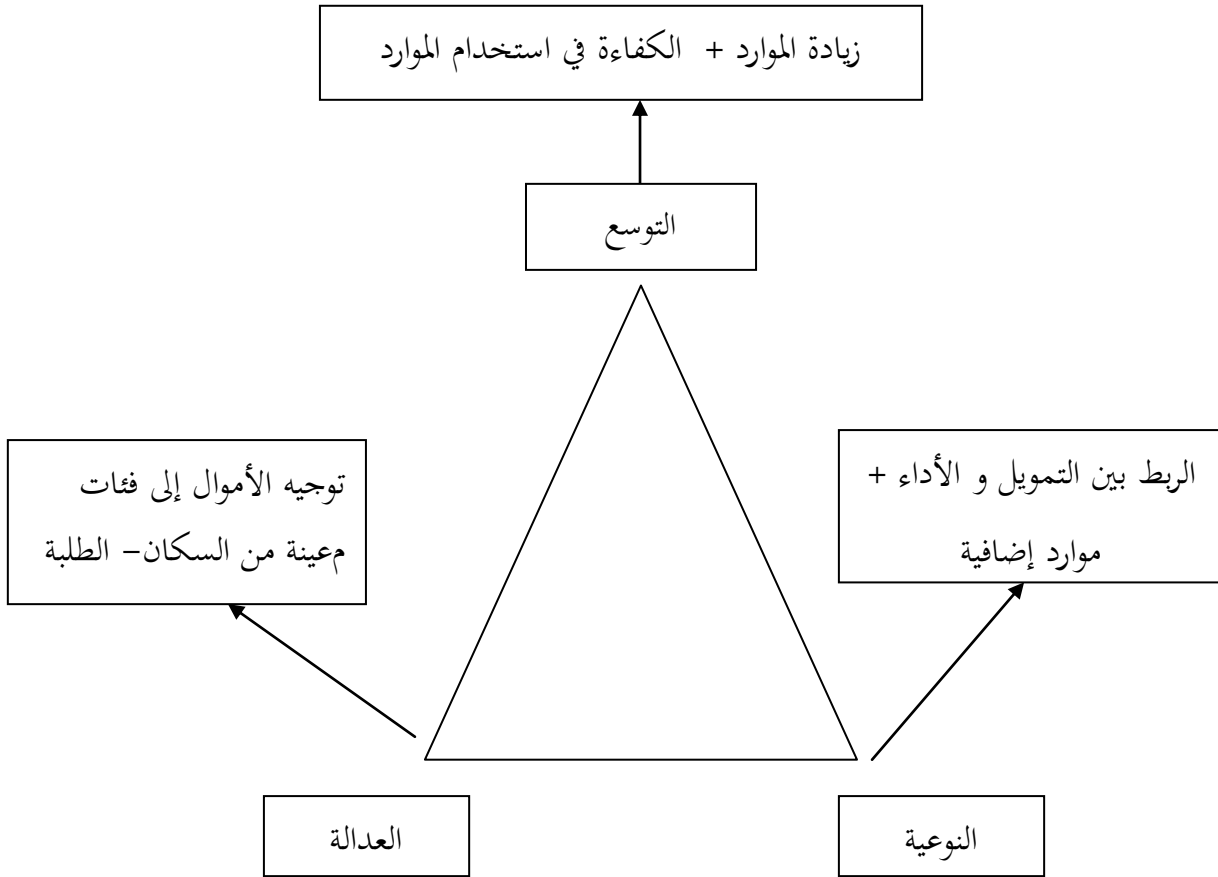 زيادة الموارد + الكفاءة في استخدام الموارد
التوسع
الربط بين التمويل و الأداء +
موارد إضافية
توجيه الأموال إلى فئات
معينة من السكان– الطلبة
النوعية
العدالة